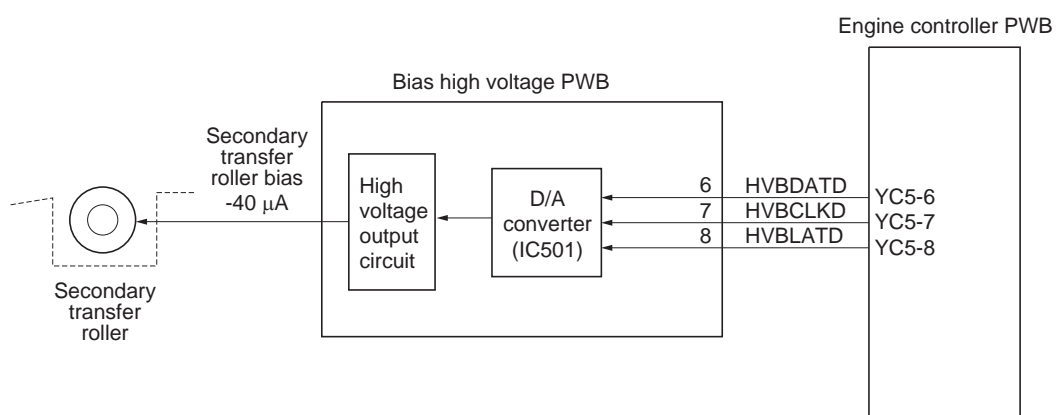 Engine controller PWB
Bias high voltage PWB
Secondary
transfer
roller bias
-40 μA
High
voltage
output
circuit
D/A
converter
(IC501)
6 HVBDATD YC5-6
7 HVBCLKD YC5-7
8 HVBLATD YC5-8
Secondary
transfer
roller